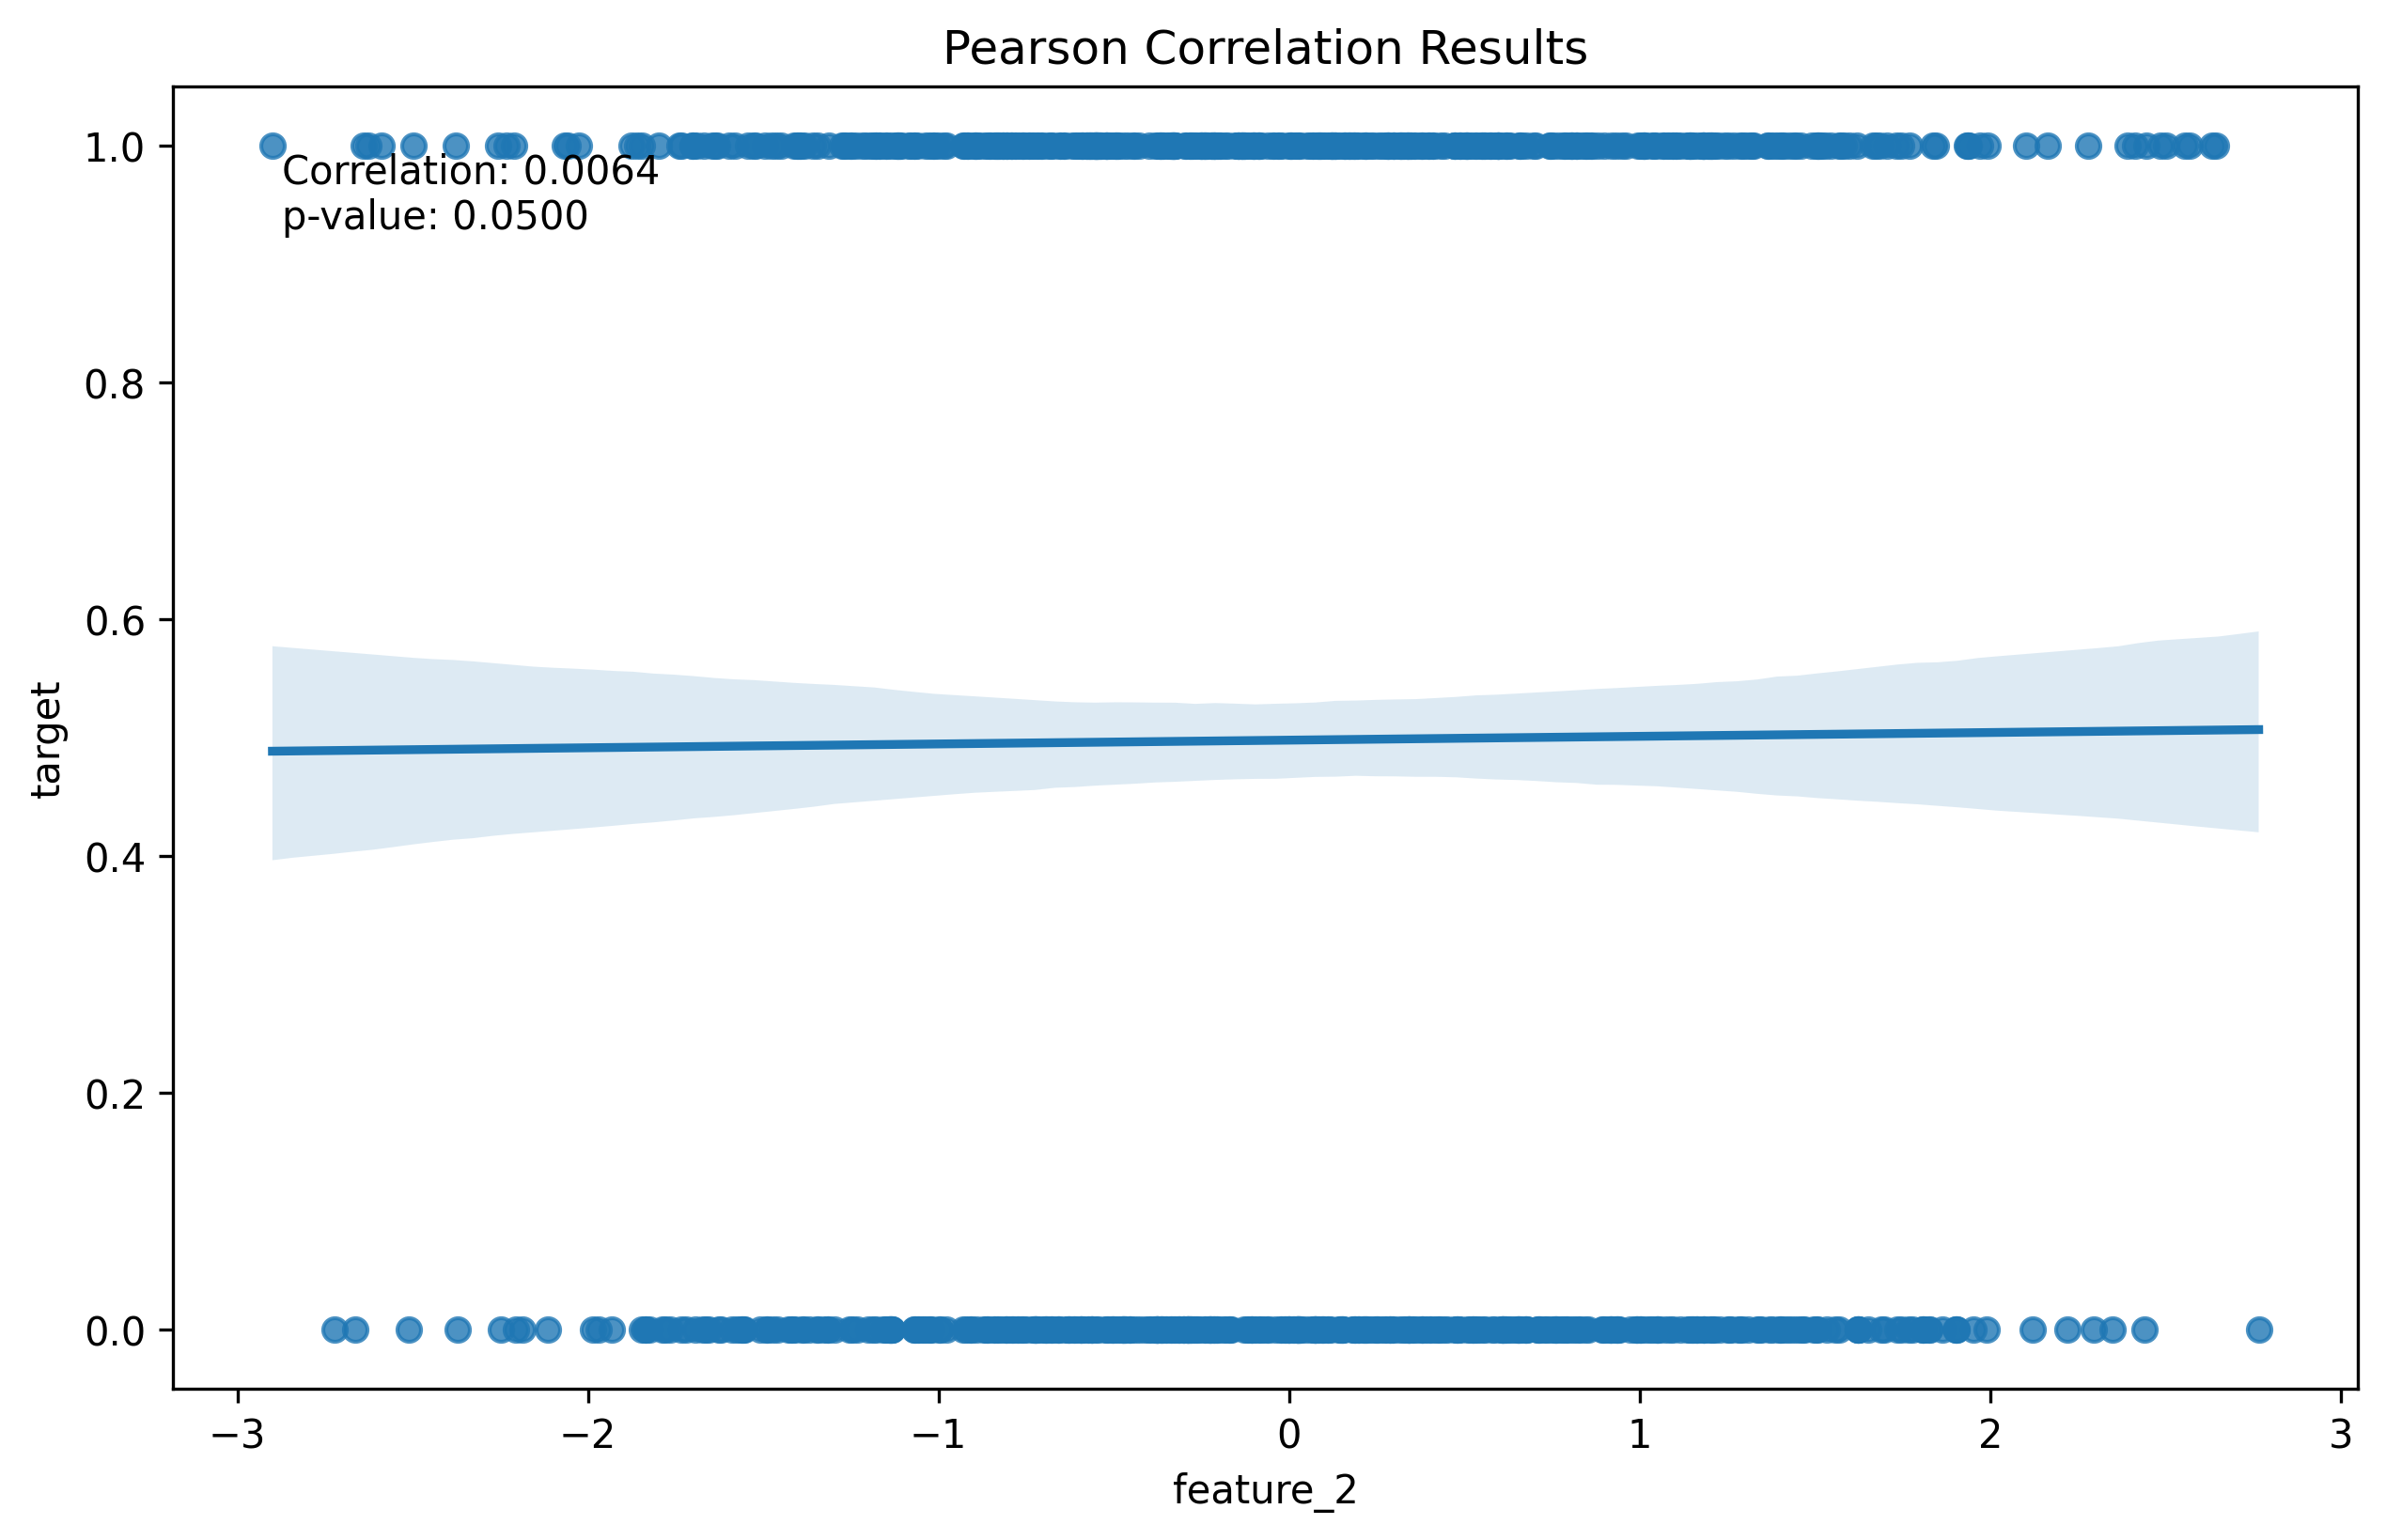 Pearson Correlation Results
1.0
Correlation: 0.0064
p-value: 0.0500
0.8
0.6
target
0.4
0.2
0.0
−3
−2
−1
0
1
2
3
feature_2